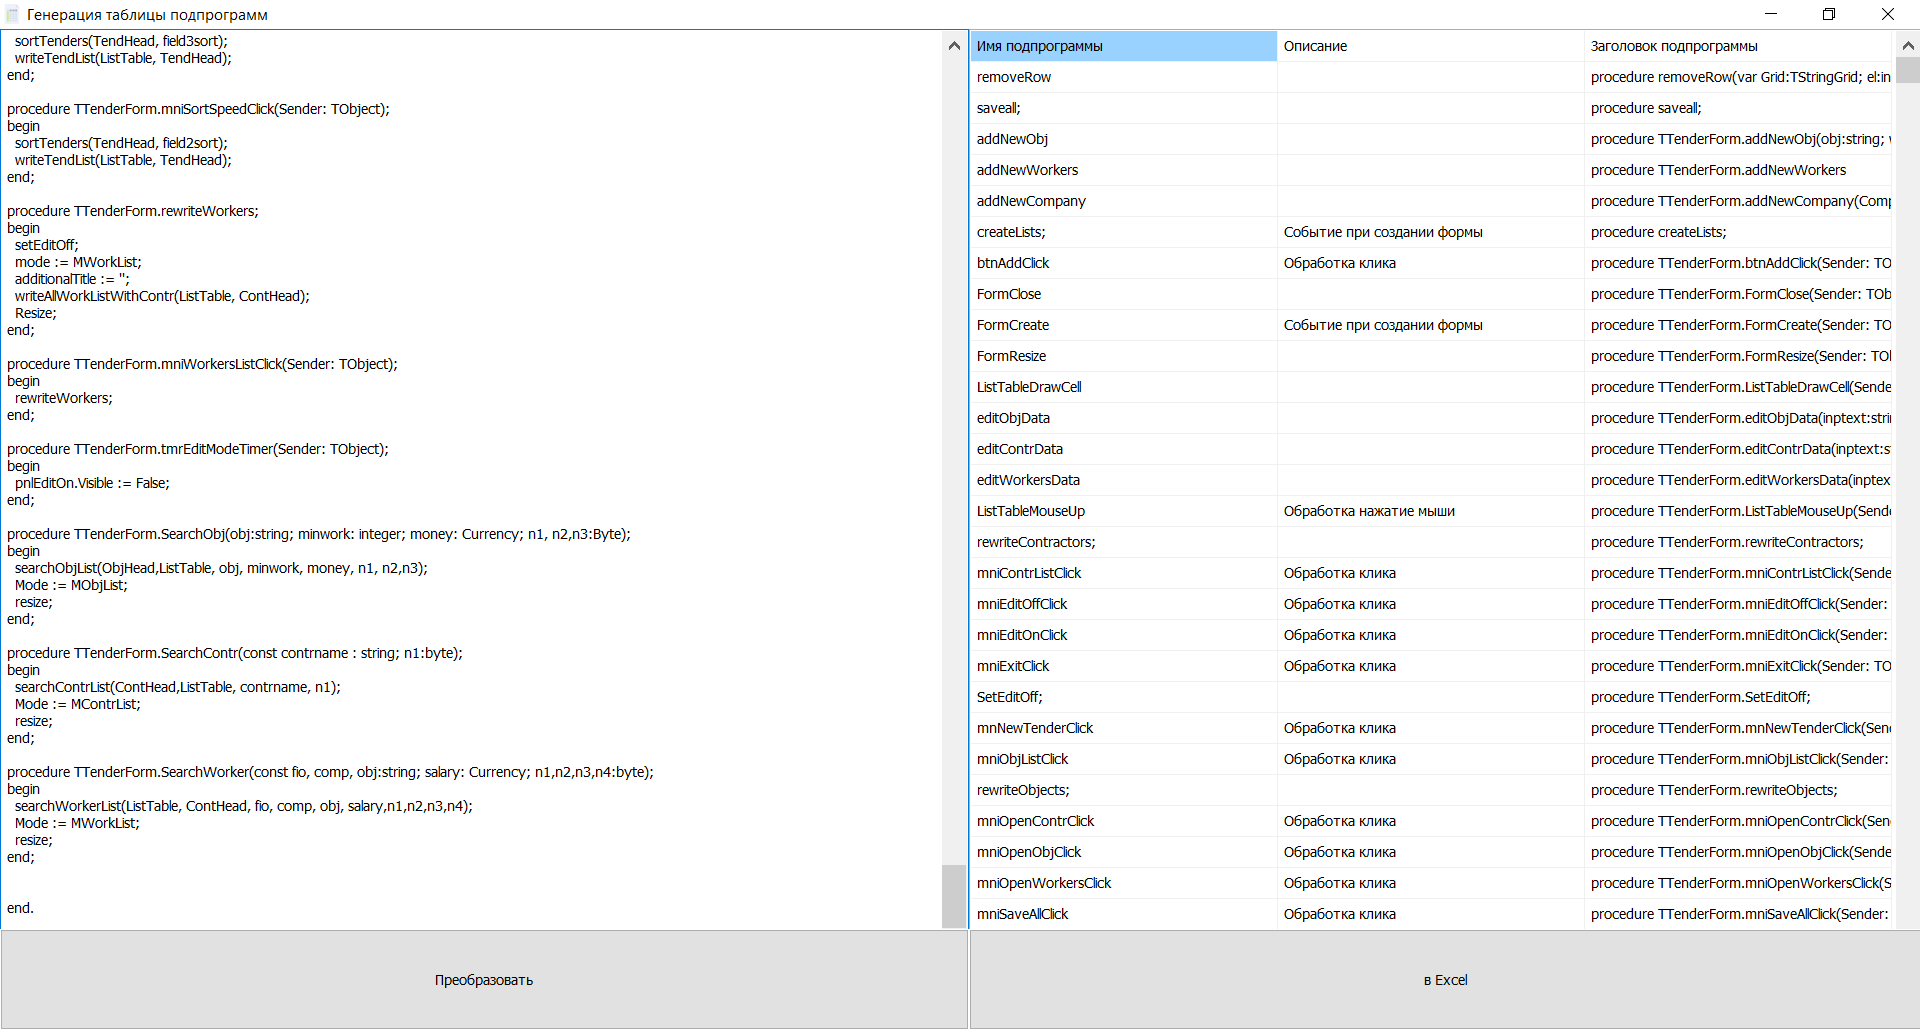 Генерация таблицы подпрограмм
sortTenders(TendHead, field3sort);
writeTendList(ListTable, TendHead);
end;
procedure TTenderForm.mniSortSpeedClick(Sender: TObject);
begin
sortTenders(TendHead, field2sort);
writeTendList(ListTable, TendHead);
end;
procedure TTenderForm.rewriteWorkers;
begin
setEditOff;
mode := MWorkList;
additionalTitle := '';
writeAllWorkListWithContr(ListTable, ContHead);
Resize;
end;
procedure TTenderForm.mniWorkersListClick(Sender: TObject);
begin
rewriteWorkers;
end;
procedure TTenderForm.tmrEditModeTimer(Sender: TObject);
begin
pnlEditOn.Visible := False;
end;
procedure TTenderForm.SearchObj(obj:string; minwork: integer; money: Currency; n1, n2,n3:Byte);
begin
searchObjList(ObjHead,ListTable, obj, minwork, money, n1, n2,n3);
Mode := MObjList;
resize;
end;
procedure TTenderForm.SearchContr(const contrname : string; n1:byte);
begin
searchContrList(ContHead,ListTable, contrname, n1);
Mode := MContrList;
resize;
end;
procedure TTenderForm.SearchWorker(const fio, comp, obj:string; salary: Currency; n1,n2,n3,n4:byte);
begin
searchWorkerList(ListTable, ContHead, fio, comp, obj, salary,n1,n2,n3,n4);
Mode := MWorkList;
resize;
end;
end.
Преобразовать
Имя подпрограммы Описание Заголовок подпрограммы
removeRow procedure removeRow(var Grid:TStringGrid; el:in
saveall; procedure saveall;
addNewObj procedure TTenderForm.addNewObj(obj:string;
addNewWorkers procedure TTenderForm.addNewWorkers
addNewCompany procedure TTenderForm.addNewCompany(Comp
createLists; Событие при создании формы procedure createLists;
btnAddClick Обработка клика procedure TTenderForm.btnAddClick(Sender: TO
FormClose procedure TTenderForm.FormClose(Sender: TOb
FormCreate Событие при создании формы procedure TTenderForm.FormCreate(Sender: TO
FormResize procedure TTenderForm.FormResize(Sender: TO
ListTableDrawCell procedure TTenderForm.ListTableDrawCell(Sende
editObjData procedure TTenderForm.editObjData(inptext:stri
editContrData procedure TTenderForm.editContrData(inptext:s
editWorkersData procedure TTenderForm.editWorkersData(inptex
ListTableMouseUp Обработка нажатие мыши procedure TTenderForm.ListTableMouseUp(Send
rewriteContractors; procedure TTenderForm.rewriteContractors;
mniContrListClick Обработка клика procedure TTenderForm.mniContrListClick(Sende
mniEditOffClick Обработка клика procedure TTenderForm.mniEditOffClick(Sender:
mniEditOnClick Обработка клика procedure TTenderForm.mniEditOnClick(Sender:
mniExitClick Обработка клика procedure TTenderForm.mniExitClick(Sender: TO
SetEditOff; procedure TTenderForm.SetEditOff;
mnNewTenderClick Обработка клика procedure TTenderForm.mnNewTenderClick(Sen
mniObjListClick Обработка клика procedure TTenderForm.mniObjListClick(Sender:
rewriteObjects; procedure TTenderForm.rewriteObjects;
mniOpenContrClick Обработка клика procedure TTenderForm.mniOpenContrClick(Sen
mniOpenObjClick Обработка клика procedure TTenderForm.mniOpenObjClick(Sende
mniOpenWorkersClick Обработка клика procedure TTenderForm.mniOpenWorkersClick(S
mniSaveAllClick Обработка клика procedure TTenderForm.mniSaveAllClick(Sender:
в Excel